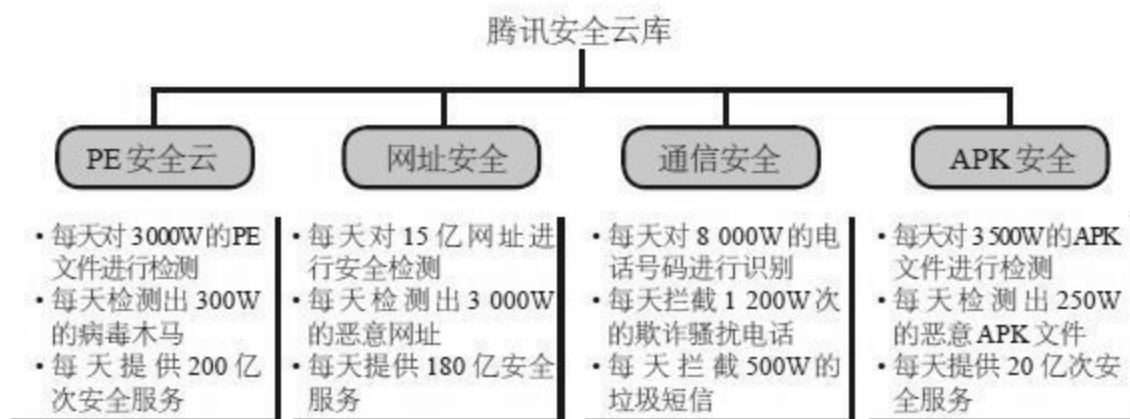 腾讯安全云库
PE安全云
网址安全
通信安全
APK安全
• 每天对3000W的PE
文件进行检测
• 每天检测出300W
的病毒木马
• 每天提供200亿
次安全服务
• 每天对15亿网址进
行安全检测
• 每天检测出3 000W
的恶意网址
• 每天提供180亿安全
服务
• 每天对8 000W的电
话号码进行识别
• 每天拦截1 200W次
的欺诈骚扰电话
• 每天拦截500W的
垃圾短信
• 每天对3500W的APK
文件进行检测
• 每天检测出250W
的恶意APK文件
• 每天提供20亿次安
全服务